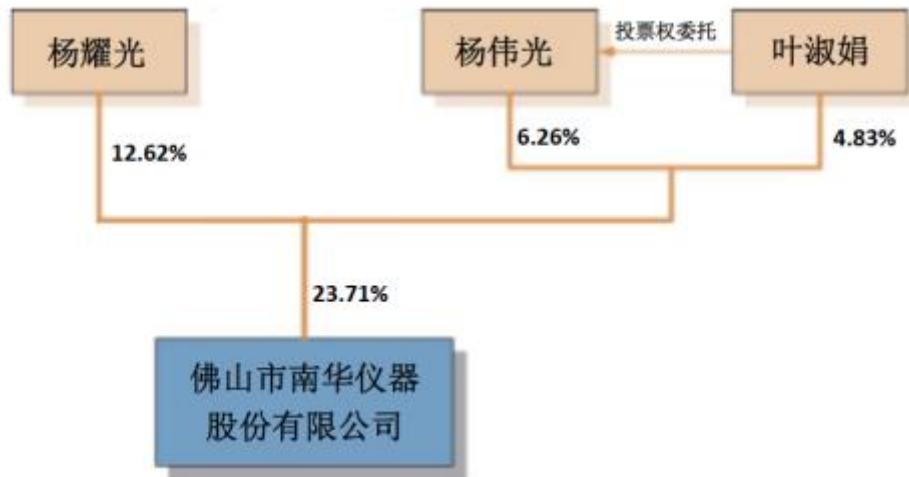 杨耀光
杨伟光
投票权委托
叶淑娟
12.62%
6.26%
4.83%
23.71%
佛山市南华仪器
股份有限公司